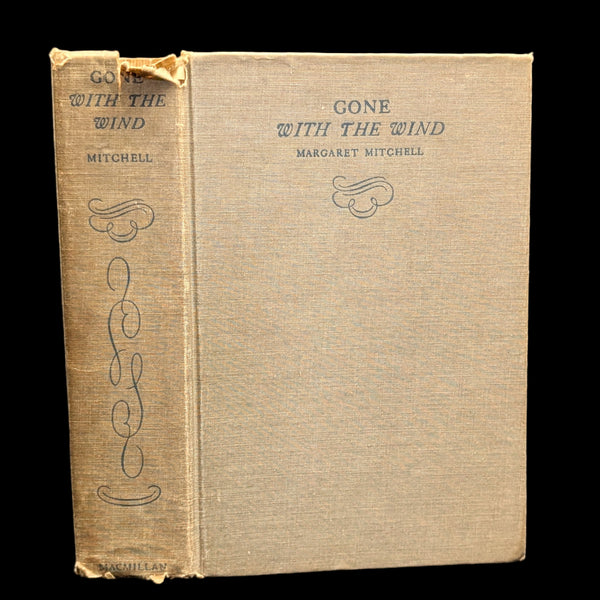 GONE
WITH THE
WIND
MITCHELL
MACMILLAN
GONE
WITH THE WIND
MARGARET MITCHELL